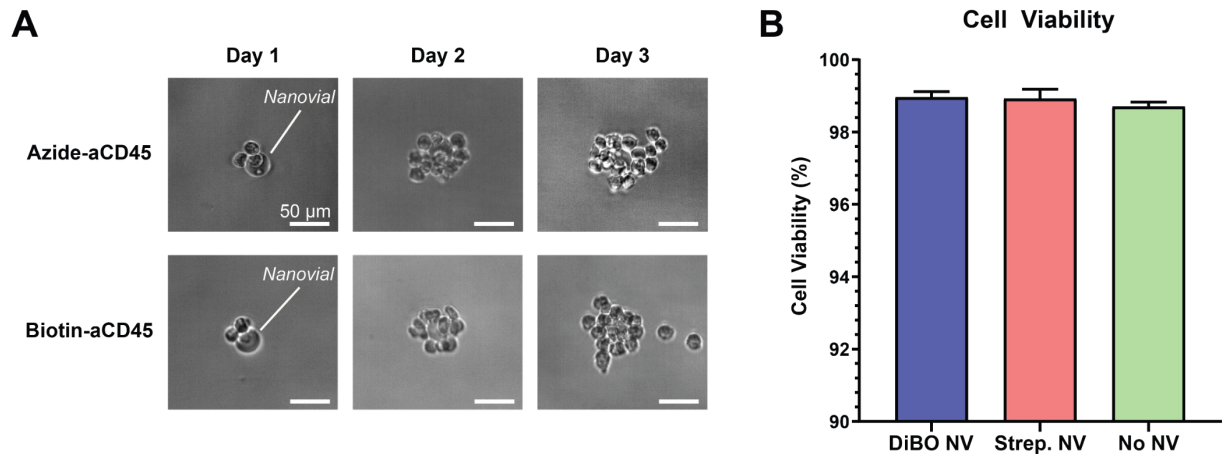 A
Day 1
Day 2
Day 3
Azide-aCD45
Nanovial
50 µm
Biotin-aCD45
Nanovial
B
Cell Viability
Cell Viability (%)
100
98
96
94
92
90
DiBO NV
Strep. NV
No NV